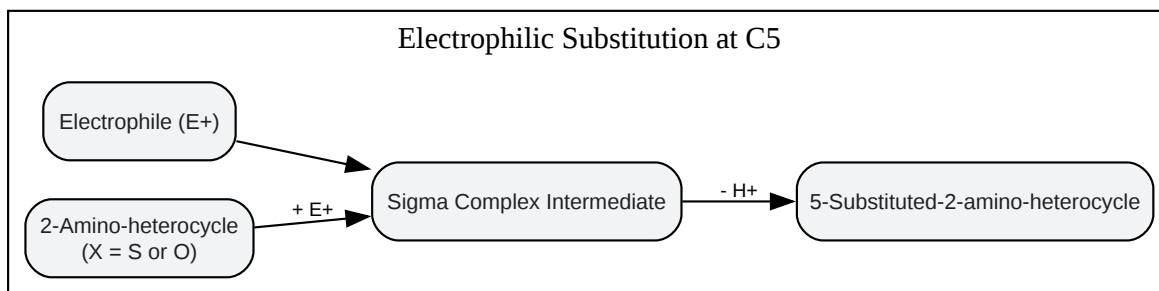 Electrophilic Substitution at C5
Electrophile (E+)
2-Amino-heterocycle
(X = S or O)
+ E+
Sigma Complex Intermediate
- H+
5-Substituted-2-amino-heterocycle